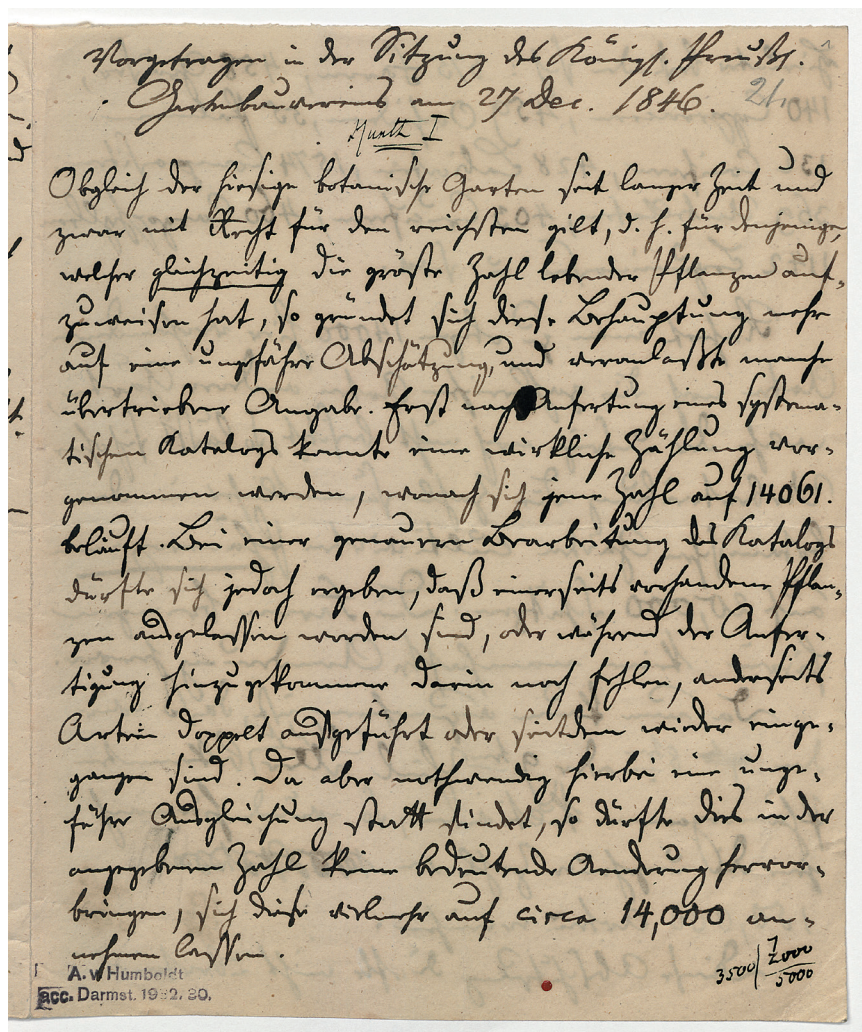 Vorgetragen in der Sitzung des Königl. Preußs.
Gartenbauvereins am 27 Dec. 1846. 21.
Kunth I
Obgleich der hiesige botanische Garten seit langer Zeit und
zwar mit Recht für den reichsten gilt, d. h. für denjenigen,
welcher gleichzeitig die größte Zahl lebender Pflanzen auf-
zuweisen hat, so gründet sich diese Behauptung mehr
auf eine ungefähre Abschätzung, und veranlaßte manche
übertriebene Angabe. Erst nach Anfertung eines systema-
tischen Katalogs konnte eine wirkliche Zählung vor-
genommen werden, wonach sich jene Zahl auf 14061.
beläuft. Bei einer genauern Bearbeitung des Katalogs
dürfte sich jedoch ergeben, daß einerseits vorhandene Pflan-
zen ausgelassen worden sind, oder während der Anfer-
tigung hinzugekommene darin noch fehlen, anderseits
Arten doppelt aufgeführt oder seitdem wieder einge-
gangen sind. Da aber nothwendig hierbei eine unge-
fähre Ausgleichung statt findet, so dürfte dies in der
angegebenen Zahl keine bedeutende Aenderung hervor-
bringen, sich diese vielmehr auf circa 14,000 an-
nehmen lassen.
3500 7000
5000
A. v. Humboldt
acc. Darmst. 1932. 30.